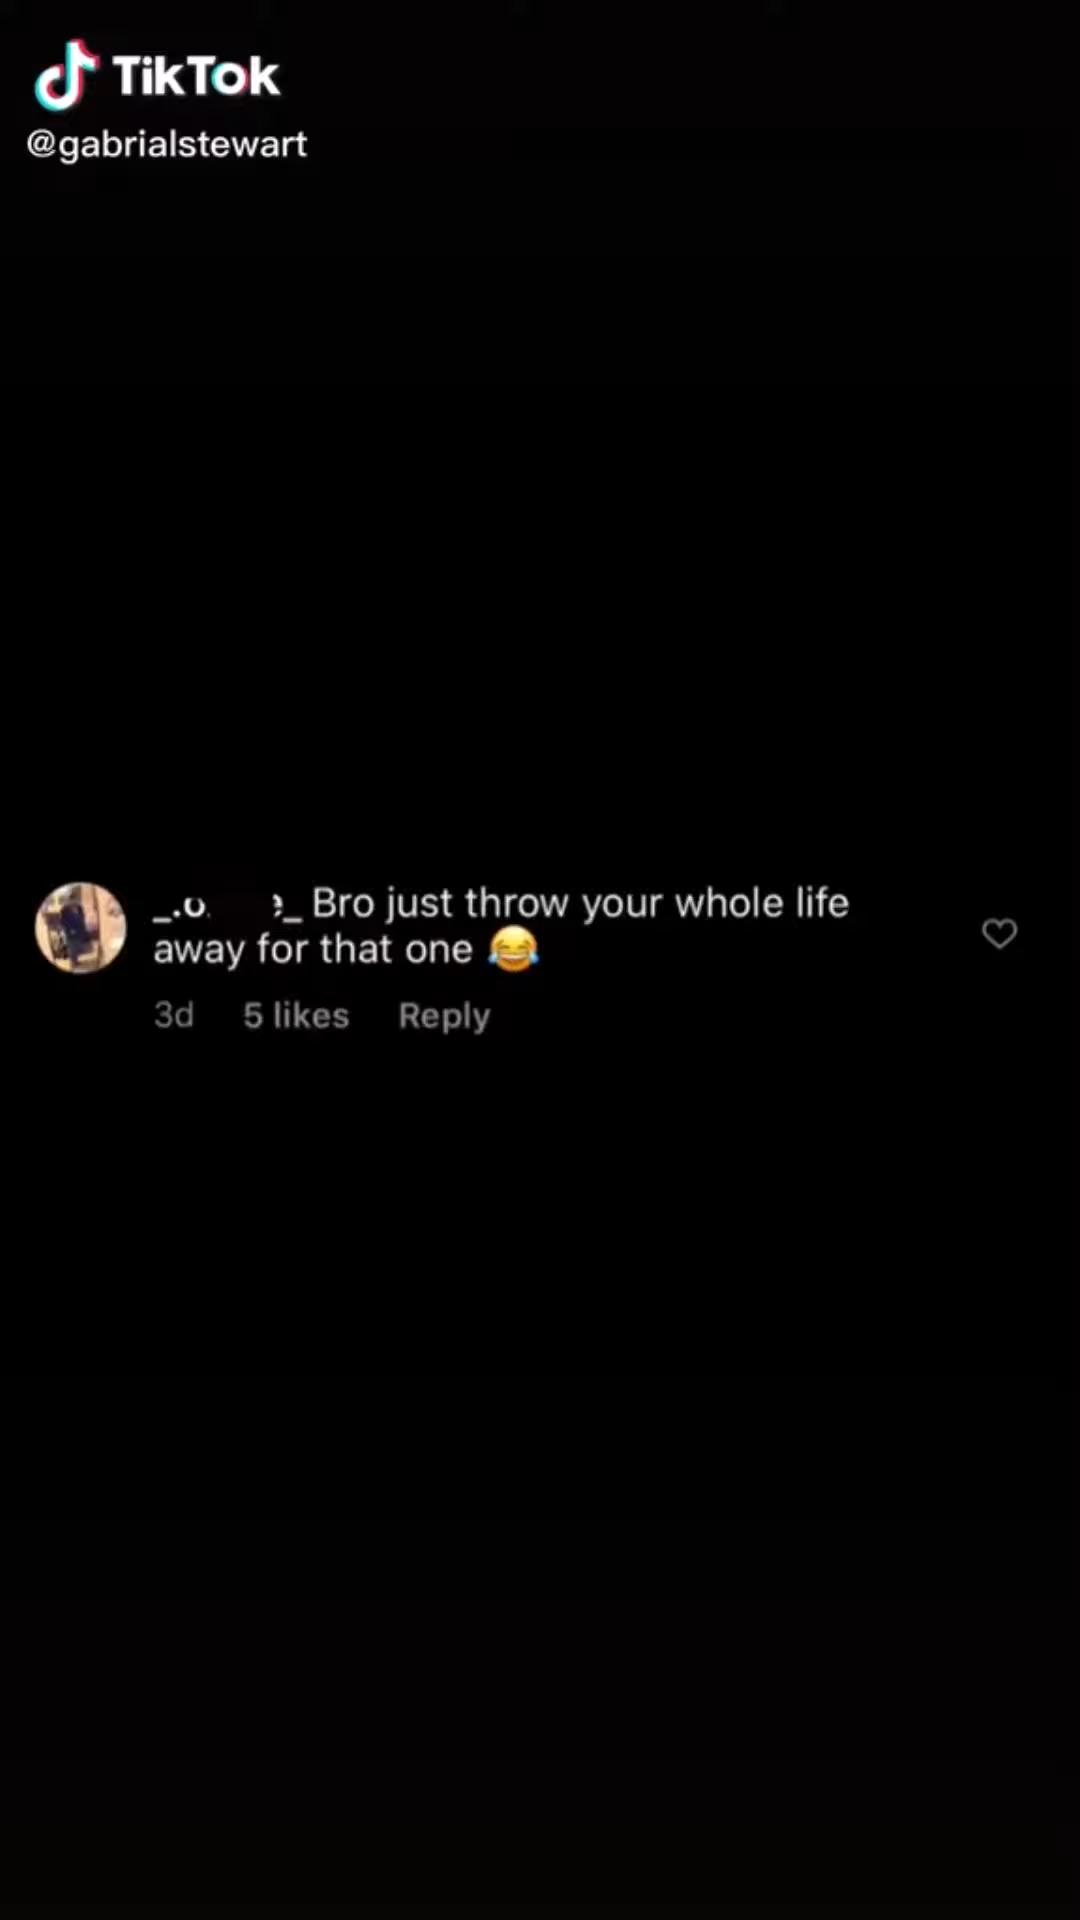 TikTok
@gabrialstewart
Bro just throw your whole life
away for that one 😂
3d 5 likes Reply